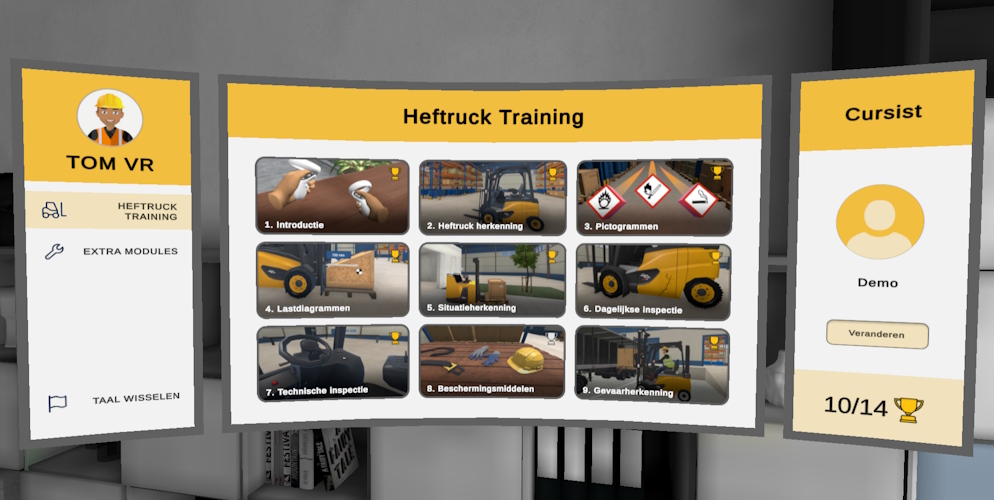 TOM VR
HEFTRUCK
TRAINING
EXTRA MODULES
TAAL WISSELEN
Heftruck Training
1. Introductie
2. Heftruck herkenning
3. Pictogrammen
4. Lastdiagrammen
5. Situatieherkenning
6. Dagelijkse inspectie
7. Technische inspectie
8. Beschermingsmiddelen
9. Gevaarherkenning
Cursist
Demo
Veranderen
10/14